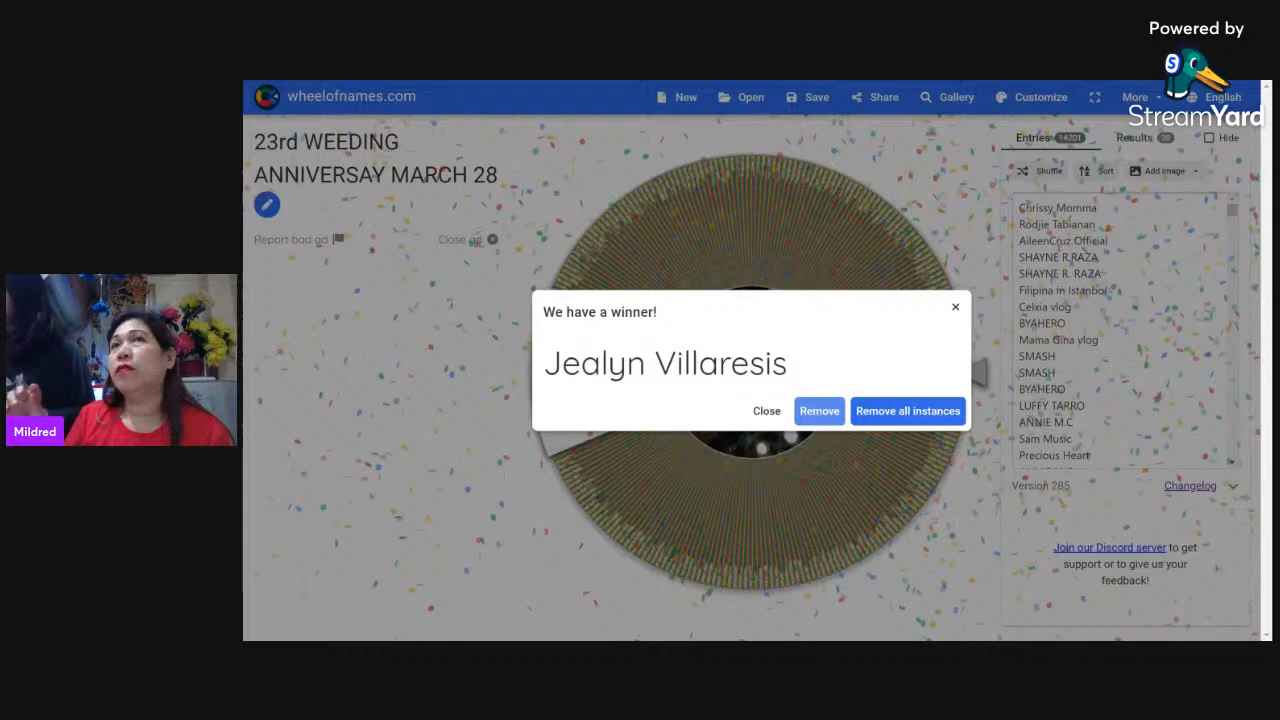 Powered by
StreamYard
wheelofnames.com
New
Open
Save
Share
Gallery
Customize
More
English
23rd WEEDING
ANNIVERSAY MARCH 28
Report bad ad
Close ad
Entries 14201
Results 38
Hide
Shuffle
Sort
Add image
Chrissy Momma
Rodjie Tabianan
AileenCruz Official
SHAYNE R.RAZA
SHAYNE R. RAZA
Filipina in Istanbol
Celxia vlog
BYAHERO
Mama Gina vlog
SMASH
SMASH
BYAHERO
LUFFY TARRO
ANNIE M.C
Sam Music
Precious Heart
We have a winner!
Jealyn Villaresis
Close
Remove
Remove all instances
Version 285
Changelog
Join our Discord server to get
support or to give us your
feedback!
Mildred